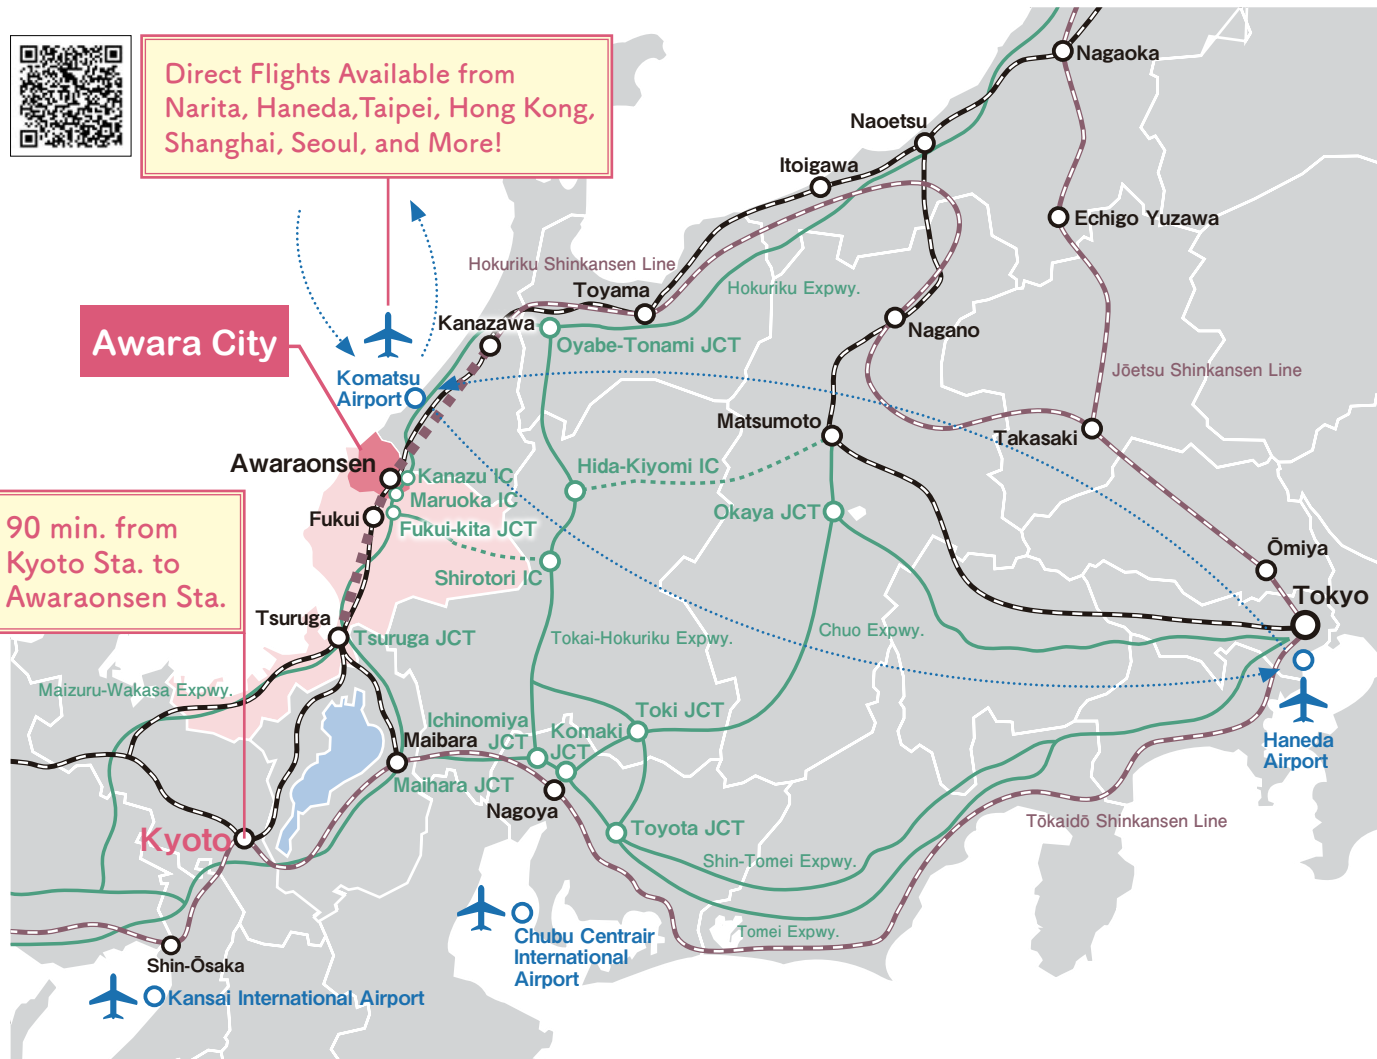 Direct Flights Available from
Narita, Haneda,Taipei, Hong Kong,
Shanghai, Seoul, and More!
Nagaoka
Naoetsu
Itoigawa
Echigo Yuzawa
Hokuriku Shinkansen Line
Toyama
Hokuriku Expwy.
Kanazawa
Nagano
Awara City
Oyabe-Tonami JCT
Jōetsu Shinkansen Line
Komatsu
Airport
Matsumoto
Takasaki
Awaraonsen
Kanazu IC
Hida-Kiyomi IC
Maruoka IC
Okaya JCT
Fukui
Fukui-kita JCT
90 min. from
Kyoto Sta. to
Awaraonsen Sta.
Shirotori IC
Ōmiya
Tokyo
Tsuruga
Tsuruga JCT
Tokai-Hokuriku Expwy.
Chuo Expwy.
Maizuru-Wakasa Expwy.
Ichinomiya
JCT
Komaki
JCT
Toki JCT
Maibara
Haneda
Airport
Maihara JCT
Nagoya
Kyoto
Toyota JCT
Tōkaidō Shinkansen Line
Shin-Tomei Expwy.
Tomei Expwy.
Chubu Centrair
International
Airport
Shin-Ōsaka
Kansai International Airport